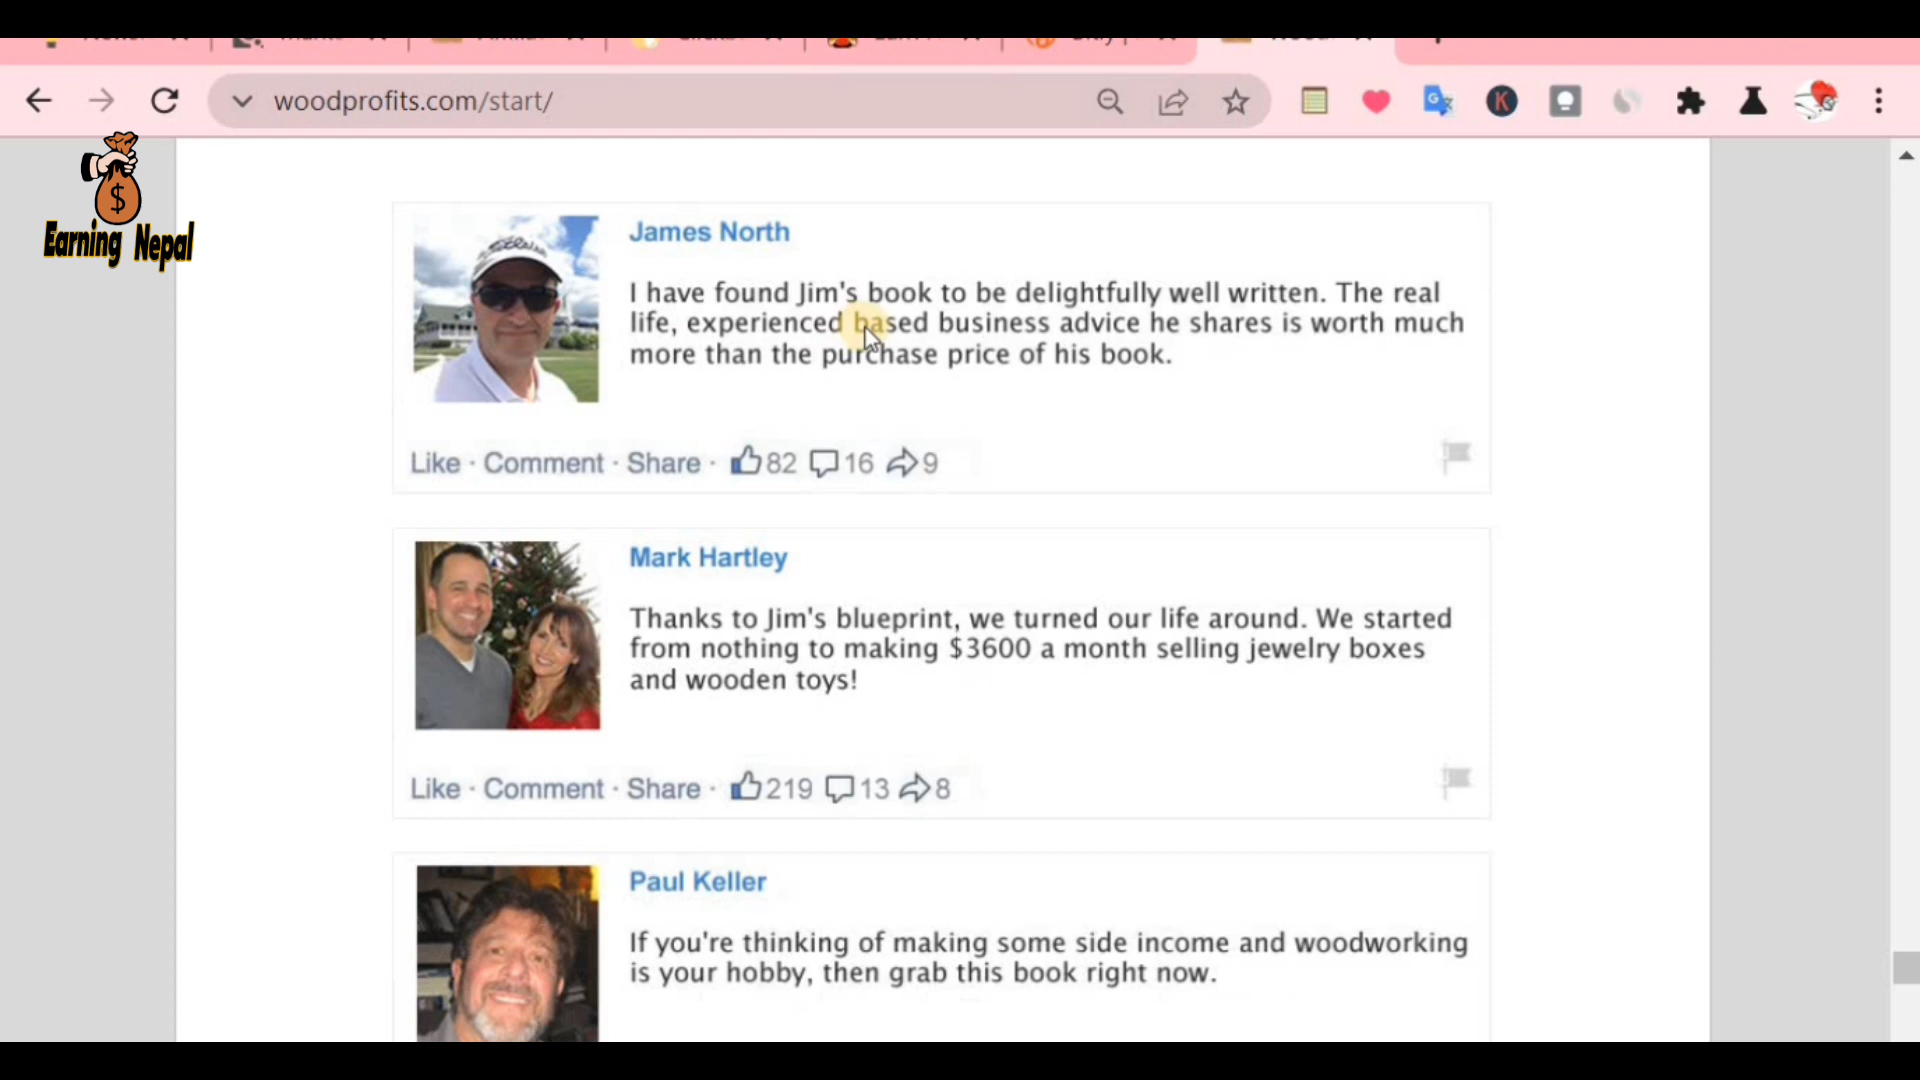 woodprofits.com/start/
$
Earning Nepal
James North
I have found Jim's book to be delightfully well written. The real
life, experienced based business advice he shares is worth much
more than the purchase price of his book.
Like · Comment · Share · 82 16 9
Mark Hartley
Thanks to Jim's blueprint, we turned our life around. We started
from nothing to making $3600 a month selling jewelry boxes
and wooden toys!
Like · Comment · Share · 219 13 8
Paul Keller
If you're thinking of making some side income and woodworking
is your hobby, then grab this book right now.